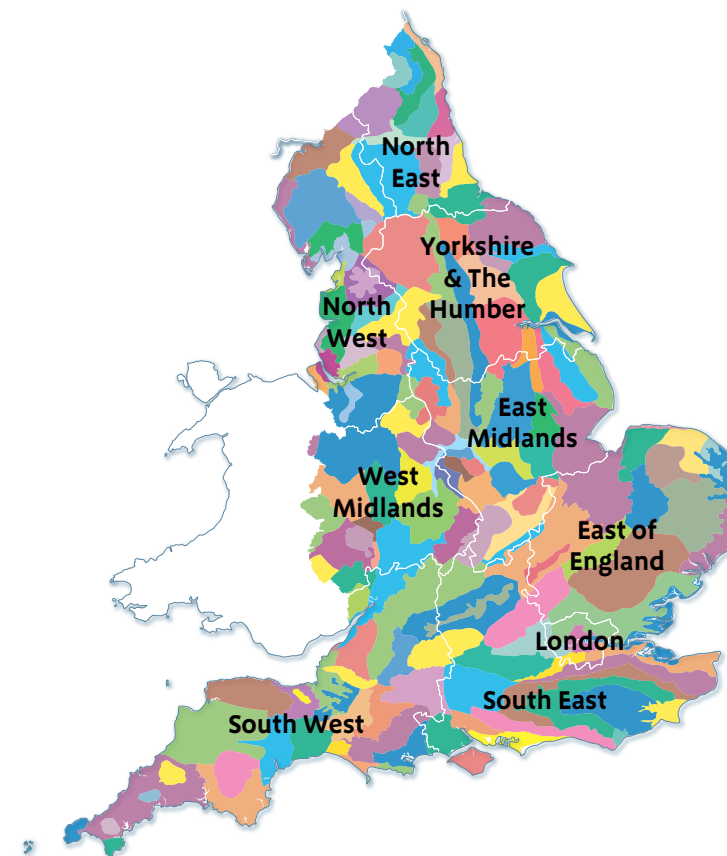 North
East
Yorkshire
& The
Humber
North
West
East
Midlands
West
Midlands
East of
England
London
South East
South West